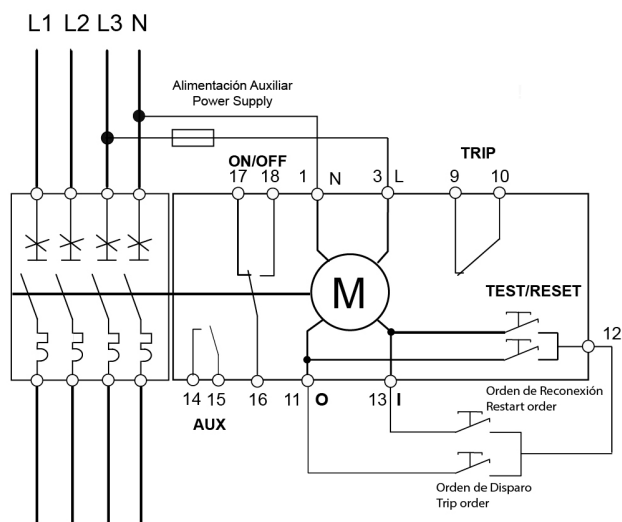 L1 L2 L3 N
Alimentación Auxiliar
Power Supply
ON/OFF
TRIP
17 18 1 N 3 L 9 10
M
TEST/RESET
12
14 15 16 11 O 13 I
AUX
Orden de Reconexión
Restart order
Orden de Disparo
Trip order